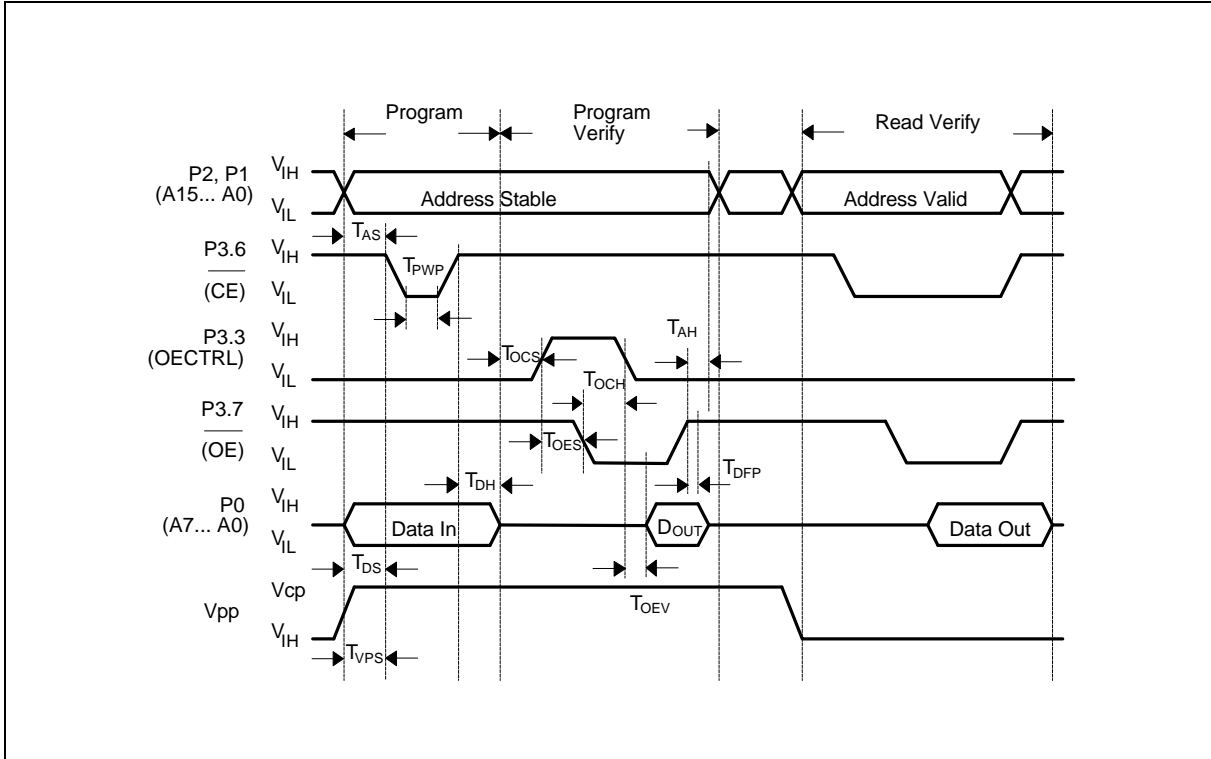 Program
Program
Verify
Read Verify
P2, P1
(A15... A0)
VIH
VIL
Address Stable
Address Valid
TAS
P3.6
(CE)
VIH
VIL
TPWP
P3.3
(OECTRL)
VIH
VIL
TOCS
TAH
TOCH
P3.7
(OE)
VIH
VIL
TOES
TDFP
TDH
P0
(A7... A0)
VIH
VIL
Data In
DOUT
Data Out
TDS
Vpp
Vcp
VIH
TOEV
TVPS